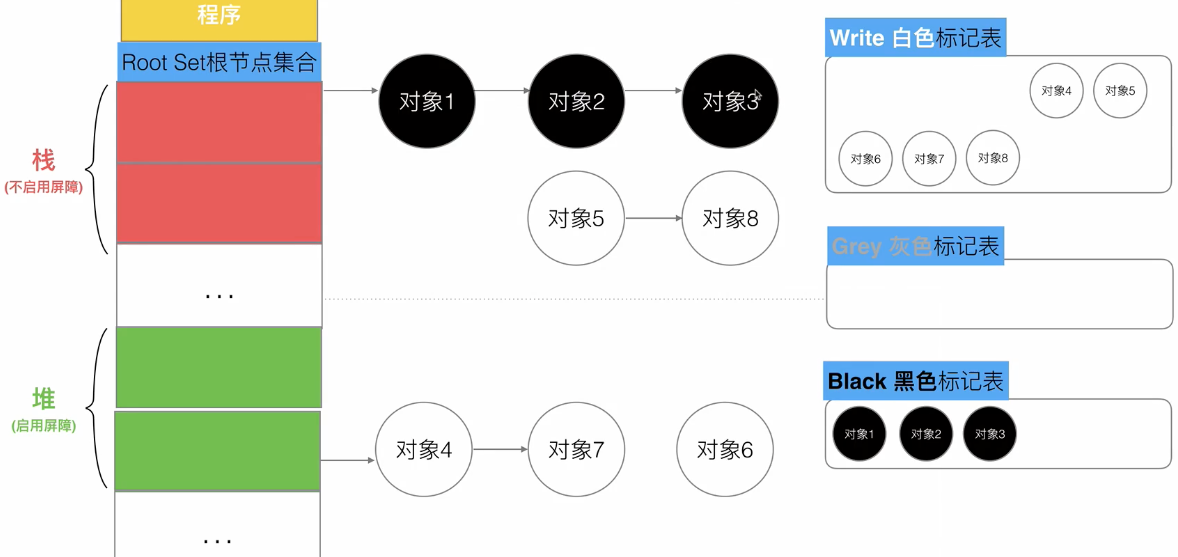 程序
Root Set根节点集合
栈
(不启用屏障)
...
堆
(启用屏障)
...
对象1
对象2
对象3
对象5
对象8
对象4
对象7
对象6
Write 白色标记表
对象4
对象5
对象6
对象7
对象8
Grey 灰色标记表
Black 黑色标记表
对象1
对象2
对象3